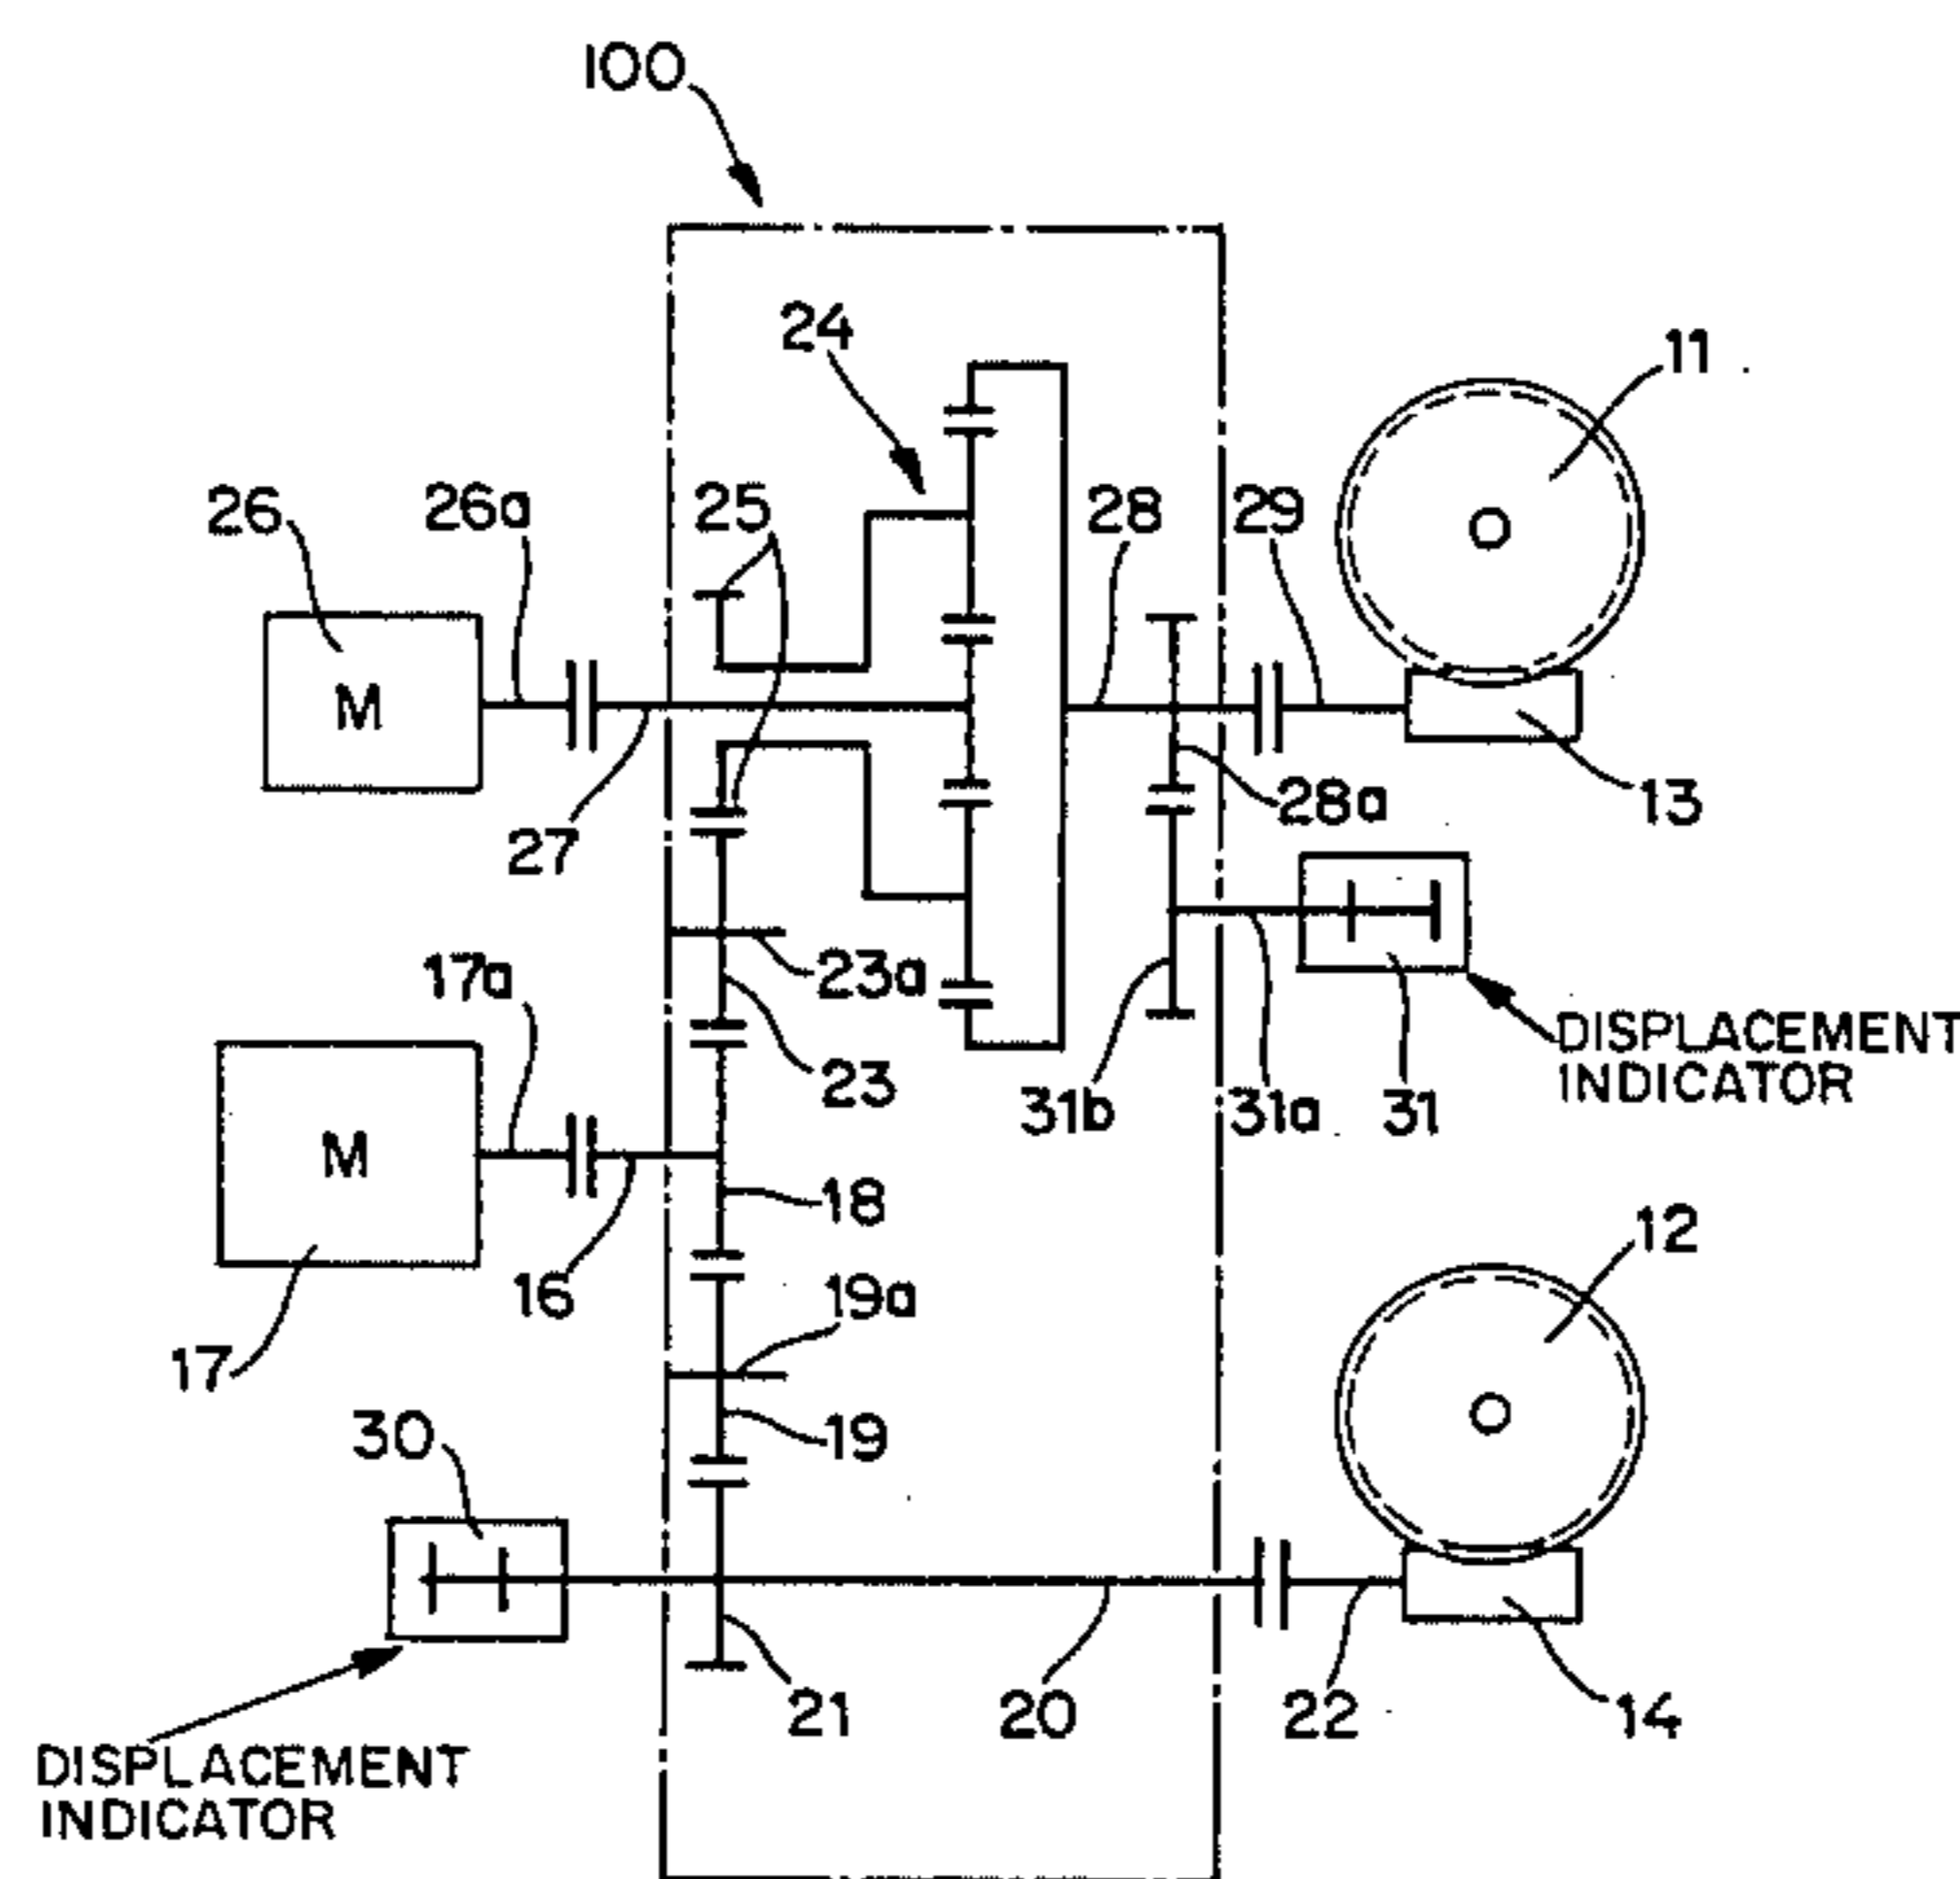 100
24
11
26
26a
25
28
29
M
28a
13
27
23a
17a
DISPLACEMENT
INDICATOR
23
31b
31a
31
M
18
12
16
19a
17
19
30
21
20
22
14
DISPLACEMENT
INDICATOR